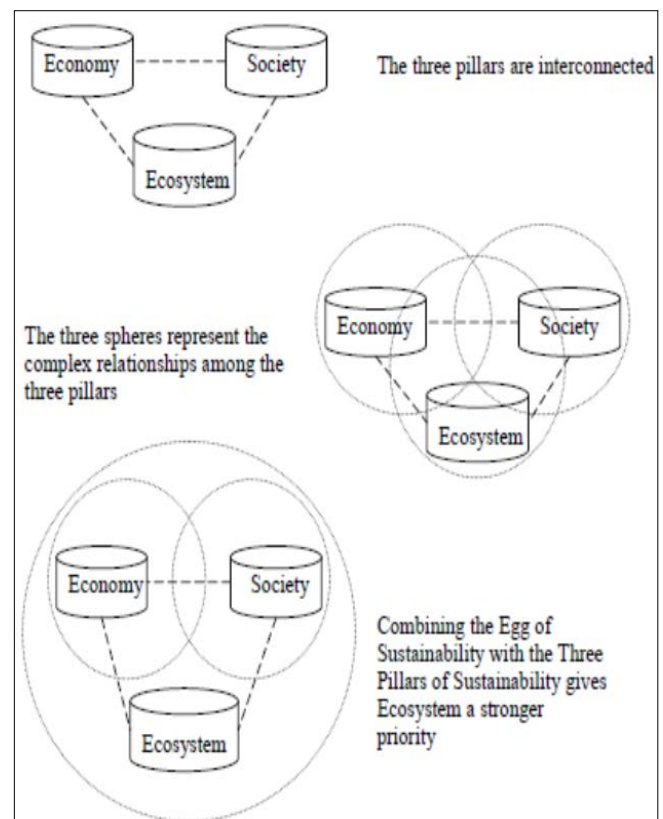 Economy
Society
The three pillars are interconnected
Ecosystem
The three spheres represent the
complex relationships among the
three pillars
Economy
Society
Ecosystem
Economy
Society
Ecosystem
Combining the Egg of
Sustainability with the Three
Pillars of Sustainability gives
Ecosystem a stronger
priority